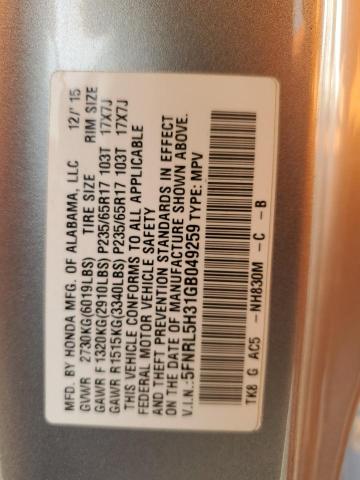 MFD. BY HONDA MFG. OF ALABAMA, LLC 12/'15
GVWR 2730KG(6019LBS) TIRE SIZE RIM SIZE
GAWR F 1320KG(2910LBS) P235/65R17 103T 17X7J
GAWR R1515KG(3340LBS) P235/65R17 103T 17X7J
THIS VEHICLE CONFORMS TO ALL APPLICABLE
FEDERAL MOTOR VEHICLE SAFETY
AND THEFT PREVENTION STANDARDS IN EFFECT
ON THE DATE OF MANUFACTURE SHOWN ABOVE.
V.I.N.: 5FNRL5H31GB049259 TYPE: MPV
TK8 G AC5 -NH830M -C -B